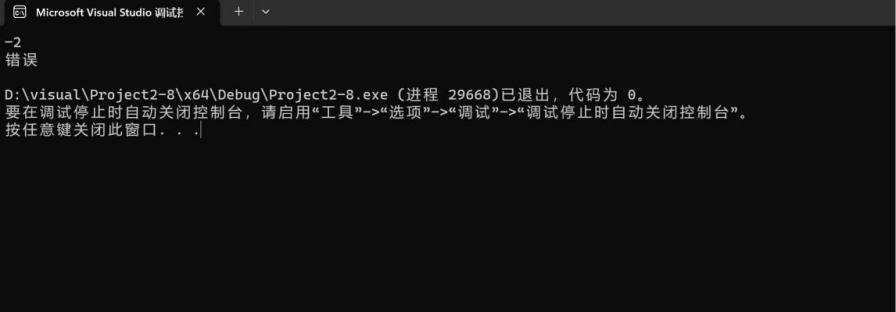 Microsoft Visual Studio 调试
-2
错误
D:\visual\Project2-8\x64\Debug\Project2-8.exe (进程 29668)已退出，代码为 0。
要在调试停止时自动关闭控制台，请启用“工具”->“选项”->“调试”->“调试停止时自动关闭控制台”。
按任意键关闭此窗口. . .